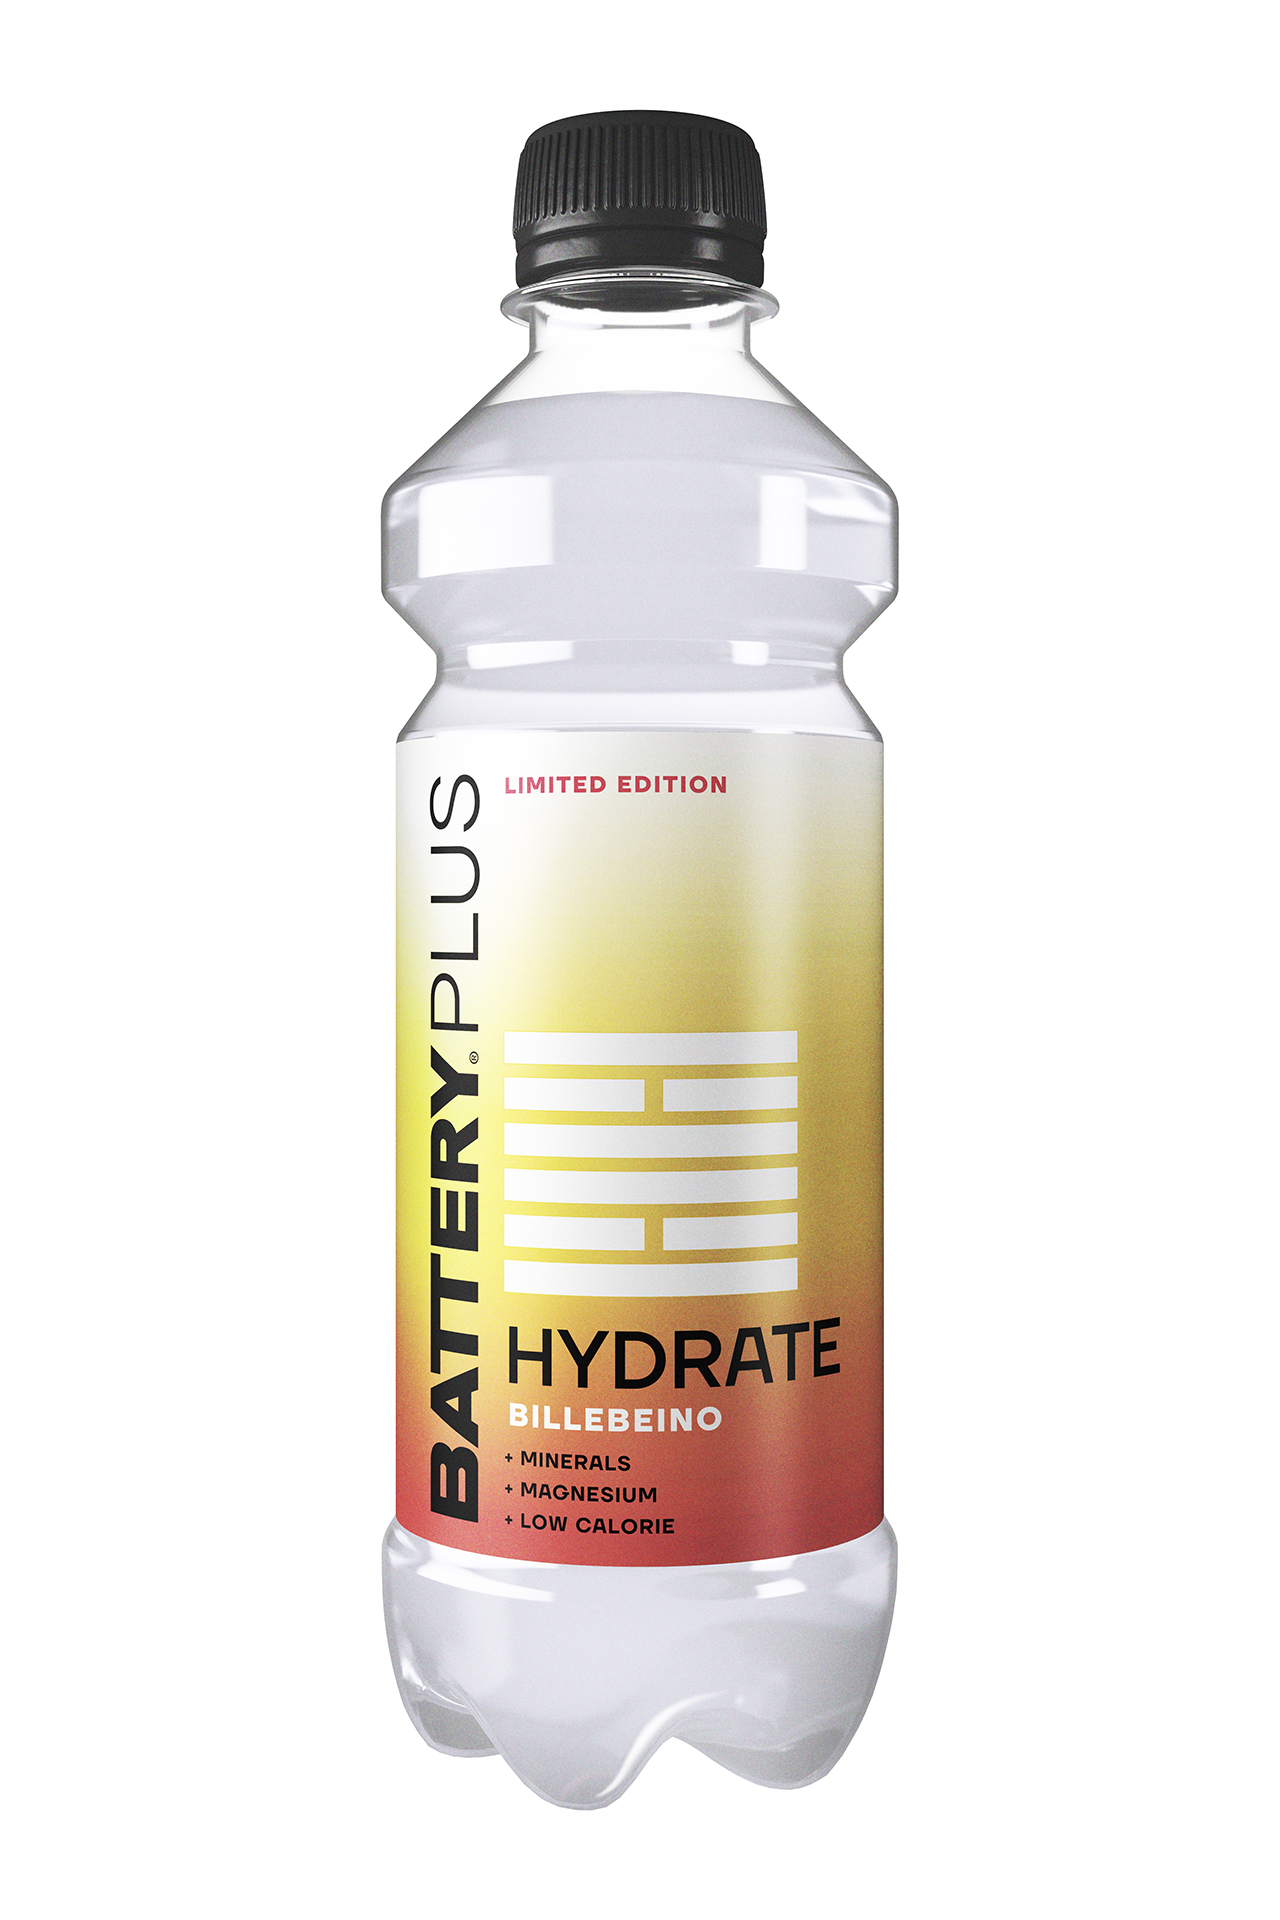 BATTERY® PLUS
LIMITED EDITION
HYDRATE
BILLEBEINO
+ MINERALS
+ MAGNESIUM
+ LOW CALORIE